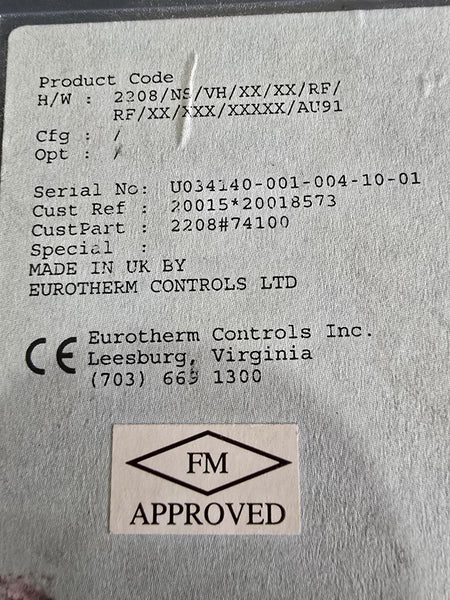 Product Code
H/W : 2208/NS/VH/XX/XX/RF/
RF/XX/XXX/XXXXX/AU91
Cfg : /
Opt : /
Serial No: U034140-001-004-10-01
Cust Ref : 20015*20018573
CustPart : 2208#74100
Special :
MADE IN UK BY
EUROTHERM CONTROLS LTD
CE
Eurotherm Controls Inc.
Leesburg, Virginia
(703) 669 1300
FM
APPROVED